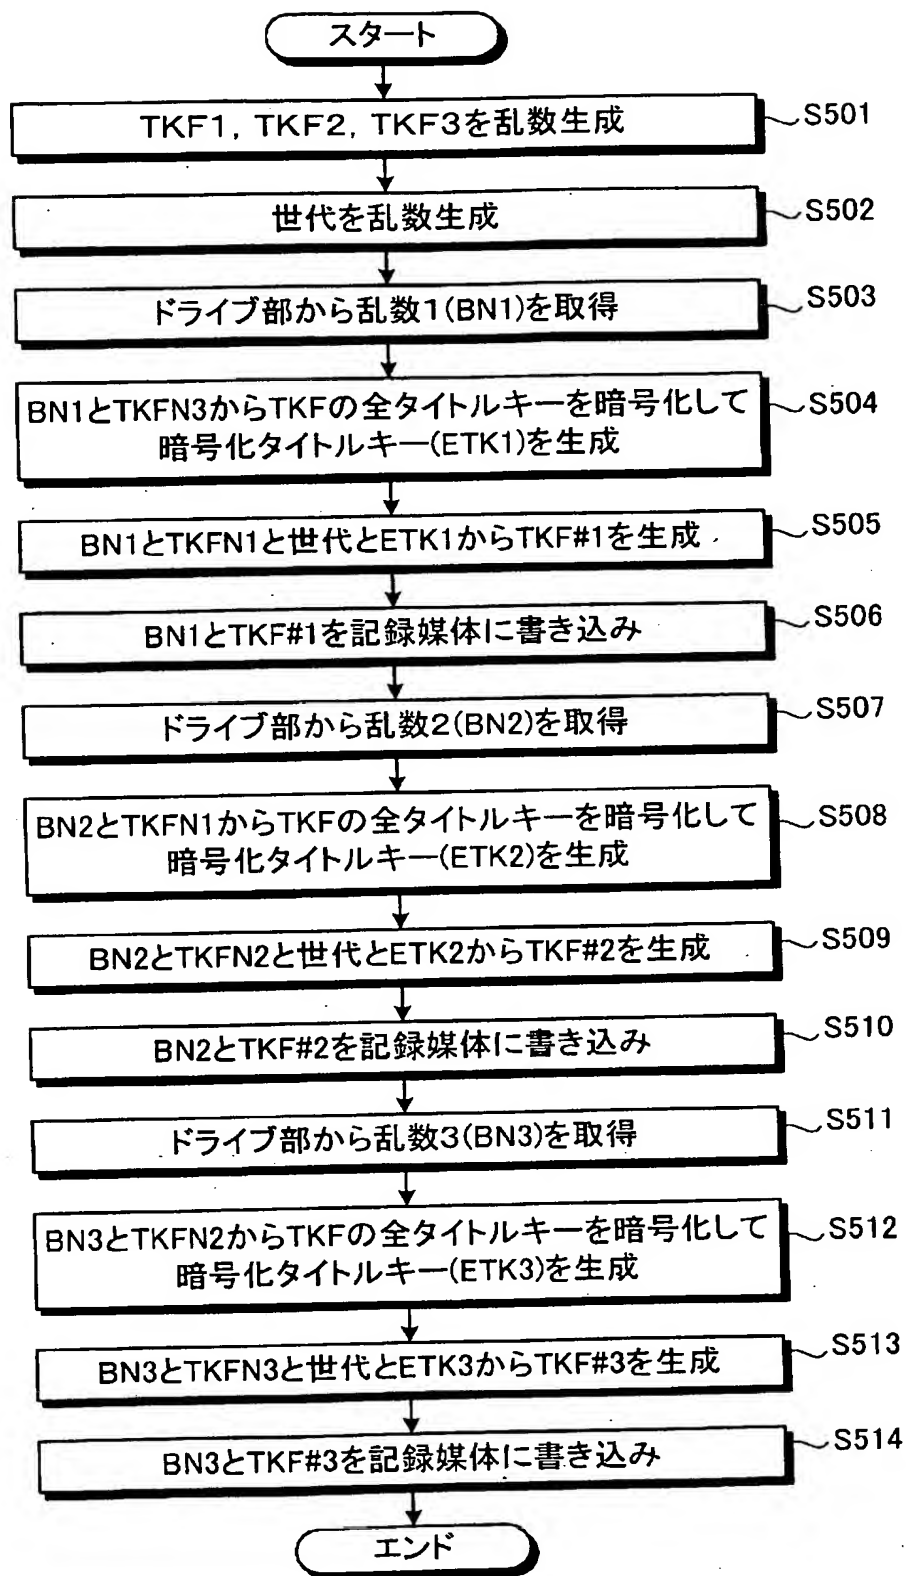 スタート
TKF1, TKF2, TKF3を乱数生成
S501
世代を乱数生成
S502
ドライブ部から乱数1(BN1)を取得
S503
BN1とTKFN3からTKFの全タイトルキーを暗号化して
暗号化タイトルキー(ETK1)を生成
S504
BN1とTKFN1と世代とETK1からTKF#1を生成
S505
BN1とTKF#1を記録媒体に書き込み
S506
ドライブ部から乱数2(BN2)を取得
S507
BN2とTKFN1からTKFの全タイトルキーを暗号化して
暗号化タイトルキー(ETK2)を生成
S508
BN2とTKFN2と世代とETK2からTKF#2を生成
S509
BN2とTKF#2を記録媒体に書き込み
S510
ドライブ部から乱数3(BN3)を取得
S511
BN3とTKFN2からTKFの全タイトルキーを暗号化して
暗号化タイトルキー(ETK3)を生成
S512
BN3とTKFN3と世代とETK3からTKF#3を生成
S513
BN3とTKF#3を記録媒体に書き込み
S514
エンド